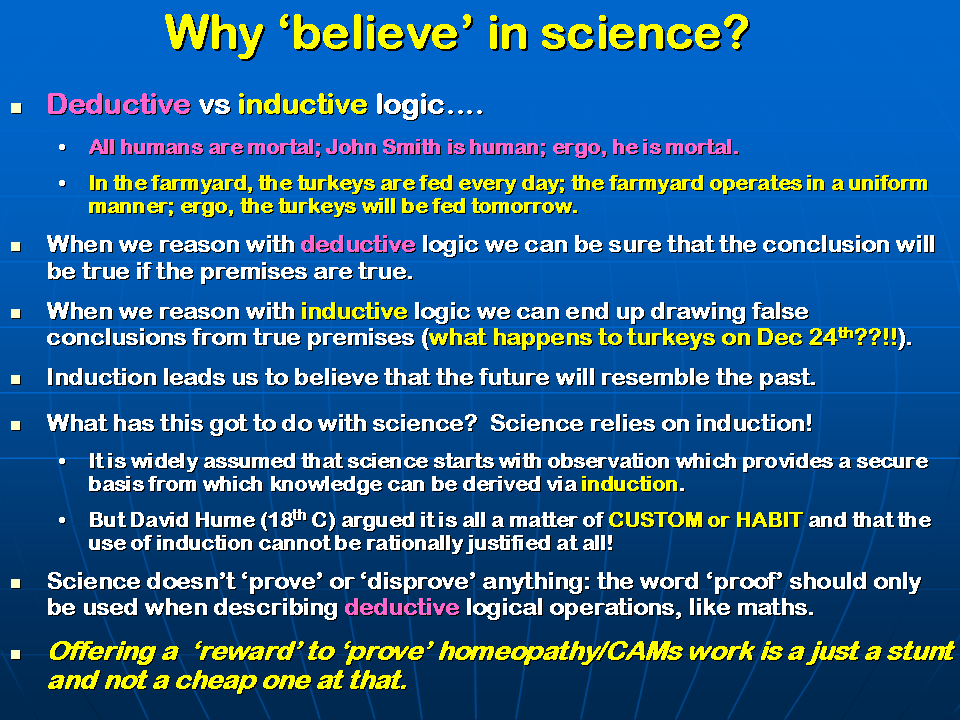 Why ‘believe’ in science?
Deductive vs inductive logic….
All humans are mortal; John Smith is human; ergo, he is mortal.
In the farmyard, the turkeys are fed every day; the farmyard operates in a uniform
manner; ergo, the turkeys will be fed tomorrow.
When we reason with deductive logic we can be sure that the conclusion will
be true if the premises are true.
When we reason with inductive logic we can end up drawing false
conclusions from true premises (what happens to turkeys on Dec 24th??!!).
Induction leads us to believe that the future will resemble the past.
What has this got to do with science?  Science relies on induction!
It is widely assumed that science starts with observation which provides a secure
basis from which knowledge can be derived via induction.
But David Hume (18th C) argued it is all a matter of CUSTOM or HABIT and that the
use of induction cannot be rationally justified at all!
Science doesn’t ‘prove’ or ‘disprove’ anything: the word ‘proof’ should only
be used when describing deductive logical operations, like maths.
Offering a  ‘reward’ to ‘prove’ homeopathy/CAMs work is a just a stunt
and not a cheap one at that.